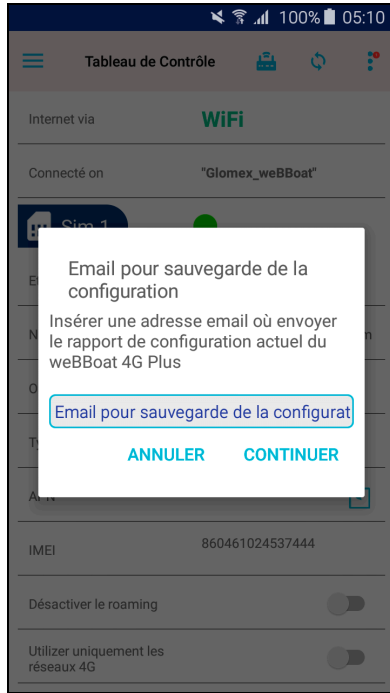 100% 05:10
Tableau de Contrôle
Internet via WiFi
Connecté on "Glomex_weBBoat"
Sim 1
Email pour sauvegarde de la
configuration
Insérer une adresse email où envoyer
le rapport de configuration actuel du
weBBoat 4G Plus
Email pour sauvegarde de la configurat
ANNULER CONTINUER
IMEI 860461024537444
Désactiver le roaming
Utilizer uniquement les
réseaux 4G